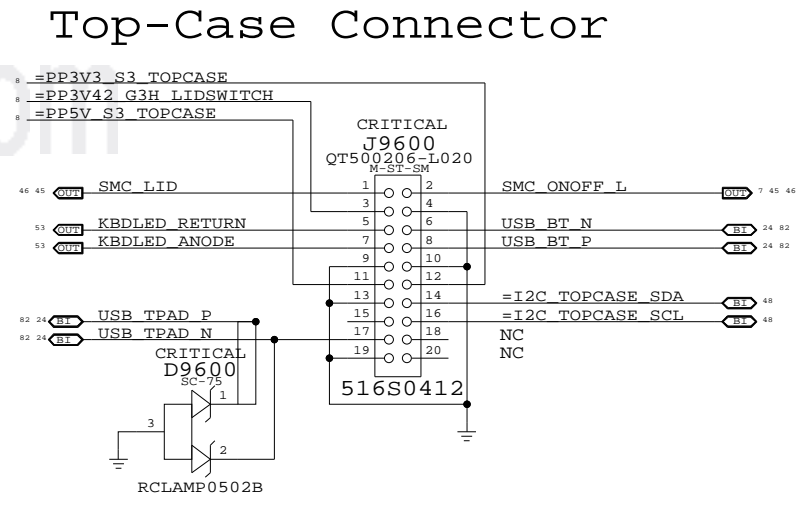 Top-Case Connector
om
8 =PP3V3_S3_TOPCASE
8 =PP3V42_G3H_LIDSWITCH
8 =PP5V_S3_TOPCASE
CRITICAL
J9600
QT500206-L020
M-ST-SM
46 45 OUT SMC_LID 1 2 SMC_ONOFF_L OUT 7 45 46
3 4
53 OUT KBDLED_RETURN 5 6 USB_BT_N BI 24 82
53 OUT KBDLED_ANODE 7 8 USB_BT_P BI 24 82
9 10
11 12
13 14 =I2C_TOPCASE_SDA BI 48
82 24 BI USB_TPAD_P 15 16 =I2C_TOPCASE_SCL BI 48
82 24 BI USB_TPAD_N 17 18 NC
19 20 NC
CRITICAL
D9600
SC-75
516S0412
1
3
2
RCLAMP0502B